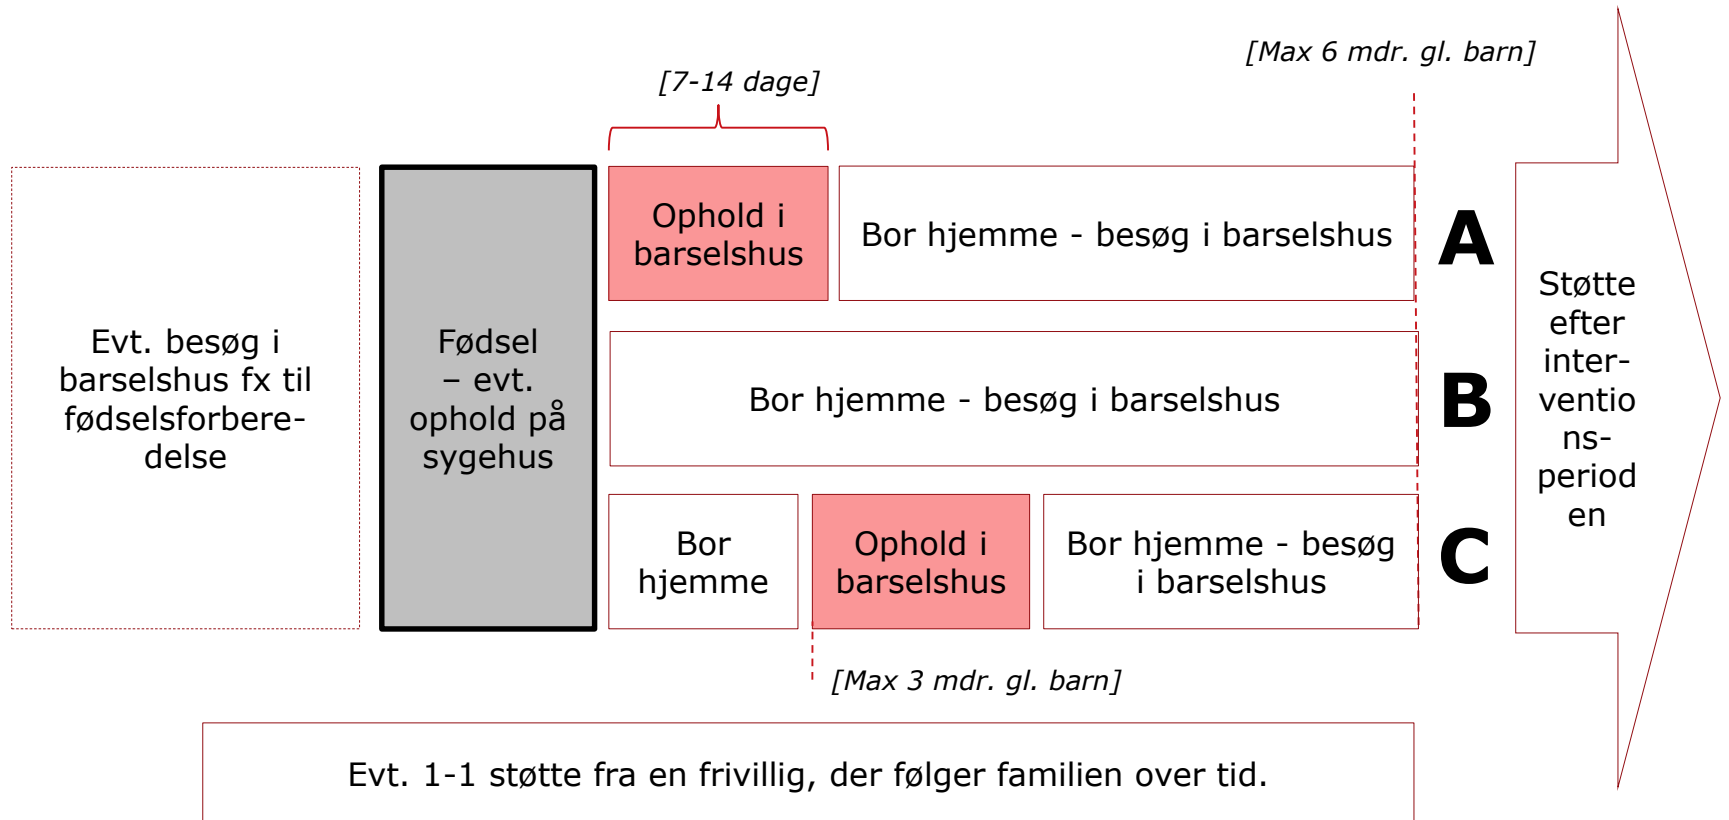 [Max 6 mdr. gl. barn]
[7-14 dage]
Evt. besøg i
barselshus fx til
fødselsforbere-
delse
Fødsel
– evt.
ophold på
sygehus
Ophold i
barselshus
Bor hjemme - besøg i barselshus
A
Bor hjemme - besøg i barselshus
B
Bor
hjemme
Ophold i
barselshus
Bor hjemme - besøg
i barselshus
C
[Max 3 mdr. gl. barn]
Støtte
efter
inter-
ventio
ns-
period
en
Evt. 1-1 støtte fra en frivillig, der følger familien over tid.